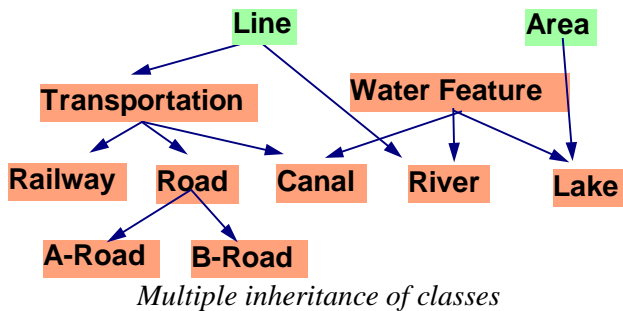 Line Area
Transportation Water Feature
Railway Road Canal River Lake
A-Road B-Road
Multiple inheritance of classes